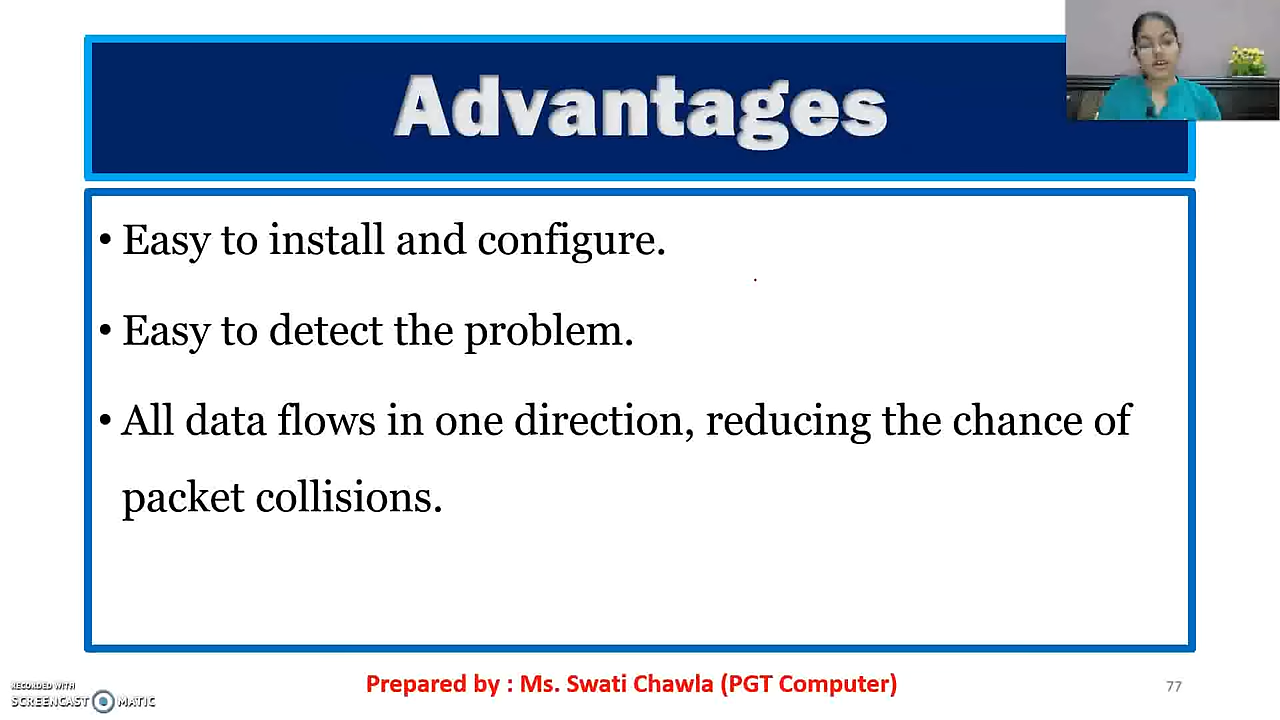 Advantages
• Easy to install and configure.
• Easy to detect the problem.
• All data flows in one direction, reducing the chance of
packet collisions.
Prepared by : Ms. Swati Chawla (PGT Computer)
77
RECORDED WITH
SCREENCAST MATIC